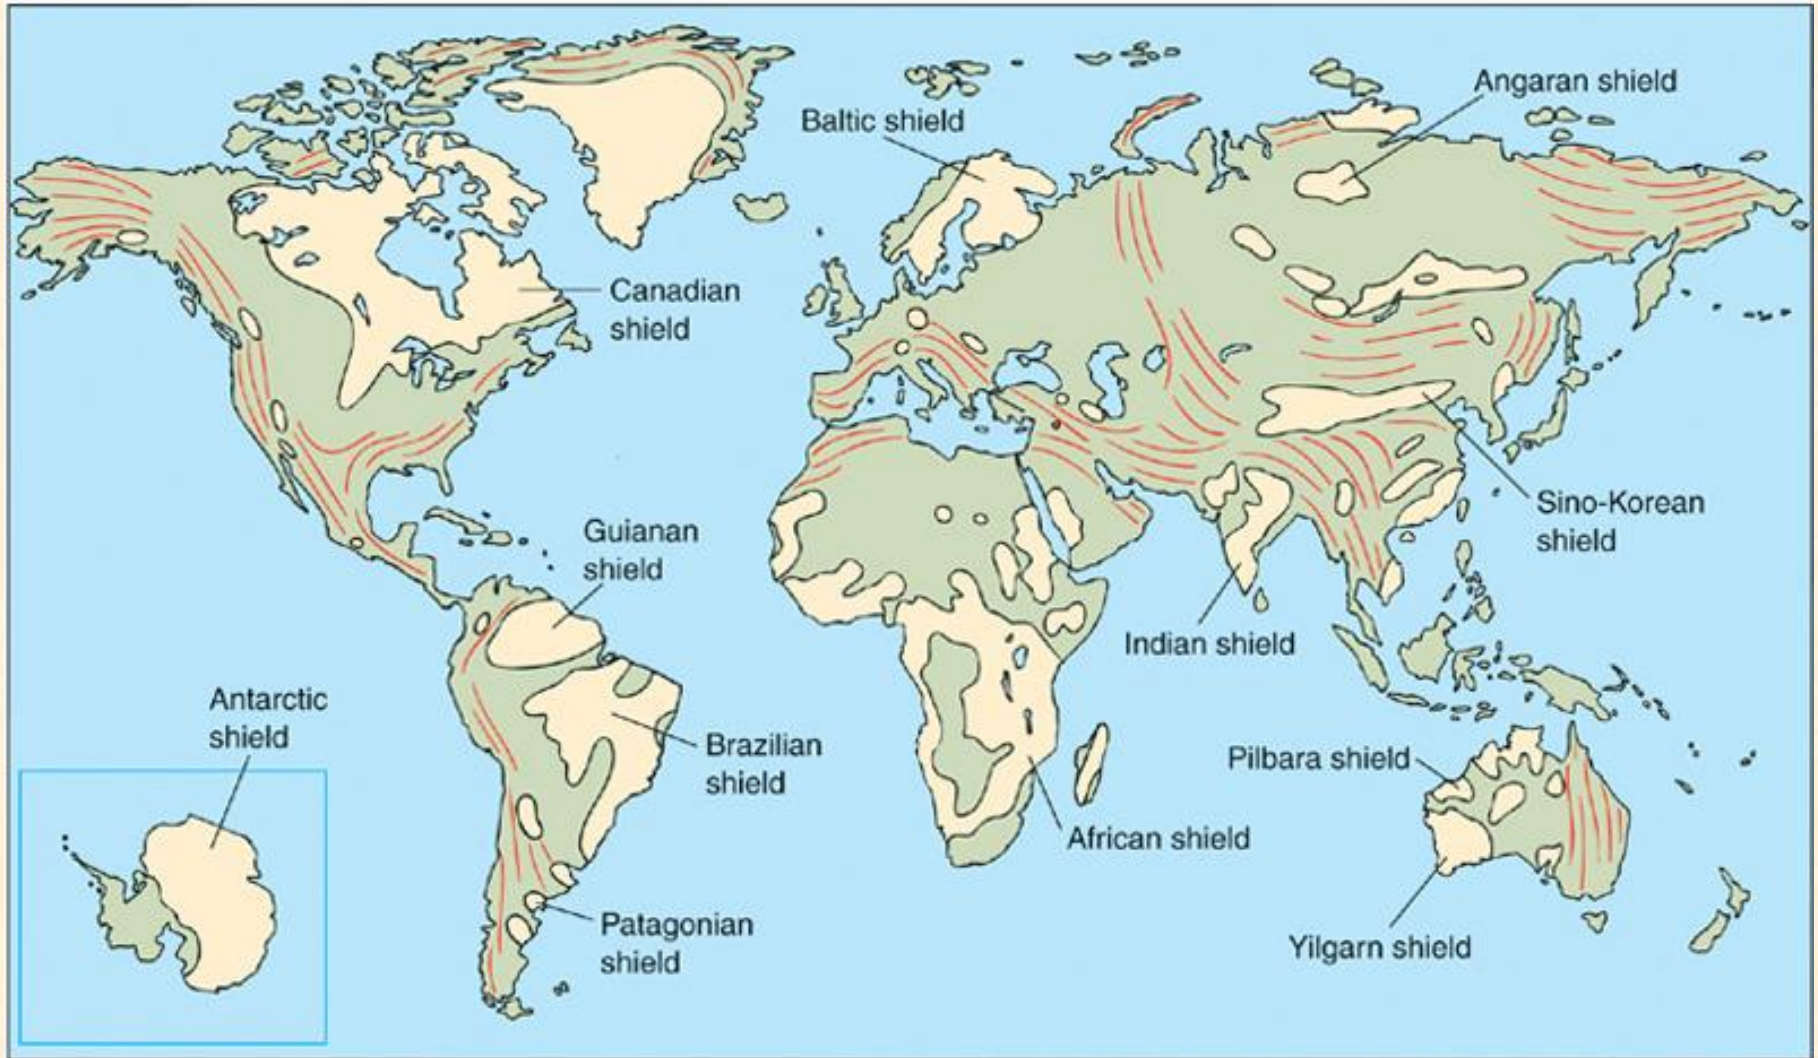 Angaran shield
Baltic shield
Canadian
shield
Sino-Korean
shield
Guianan
shield
Indian shield
Antarctic
shield
Brazilian
shield
Pilbara shield
African shield
Patagonian
shield
Yilgarn shield